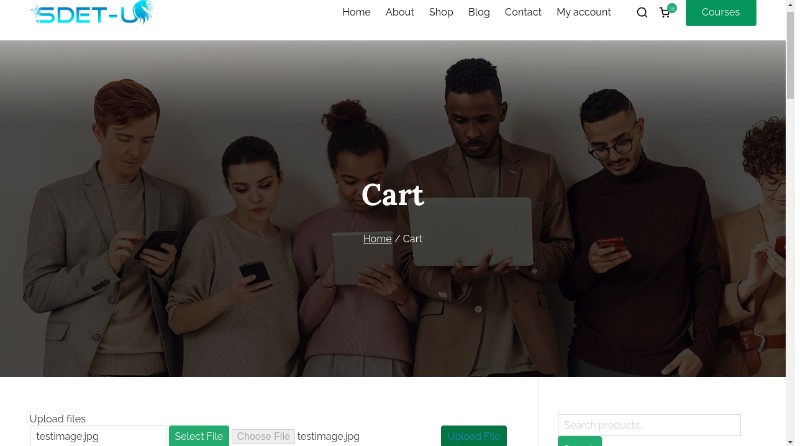 SDET-U
Home About Shop Blog Contact My account Courses
Cart
Home / Cart
Upload files
testimage.jpg Select File Choose File testimage.jpg Upload File
Search products…